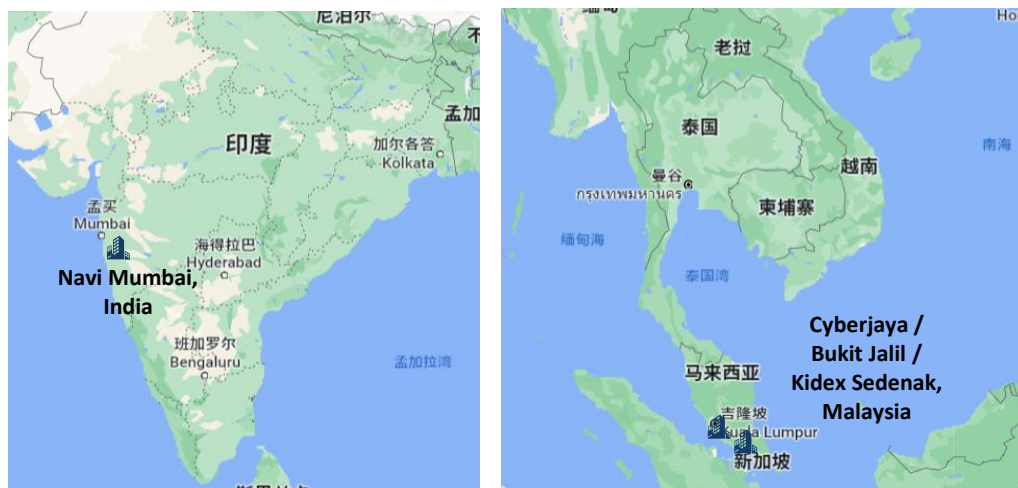 尼泊尔
不
孟加
印度
加尔各答
Kolkata
孟买
Mumbai
海得拉巴
Hyderabad
Navi Mumbai,
India
班加罗尔
Bengaluru
孟加拉湾
缅甸
Ho
老挝
泰国
南海
曼谷
กรุงเทพมหานคร
越南
柬埔寨
缅甸海
泰国湾
Cyberjaya /
Bukit Jalil /
Kidex Sedenak,
Malaysia
马来西亚
吉隆坡
Kuala Lumpur
新加坡